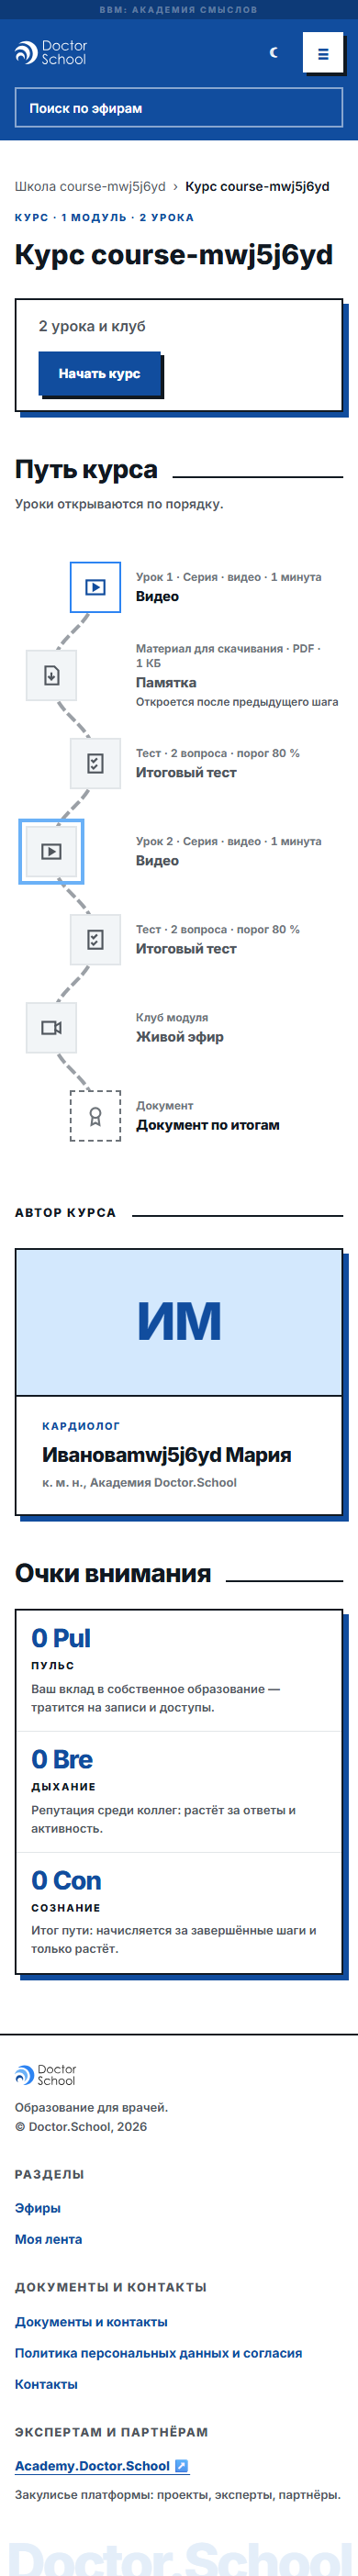 ВВМ: АКАДЕМИЯ СМЫСЛОВ
Doctor
School
Поиск по эфирам
Школа course-mwj5j6yd › Курс course-mwj5j6yd
КУРС · 1 МОДУЛЬ · 2 УРОКА
Курс course-mwj5j6yd
2 урока и клуб
Начать курс
Путь курса
Уроки открываются по порядку.
Урок 1 · Серия · видео · 1 минута
Видео
Материал для скачивания · PDF ·
1 КБ
Памятка
Откроется после предыдущего шага
Тест · 2 вопроса · порог 80 %
Итоговый тест
Урок 2 · Серия · видео · 1 минута
Видео
Тест · 2 вопроса · порог 80 %
Итоговый тест
Клуб модуля
Живой эфир
Документ
Документ по итогам
АВТОР КУРСА
ИМ
КАРДИОЛОГ
Ивановаmwj5j6yd Мария
к. м. н., Академия Doctor.School
Очки внимания
0 Pul
ПУЛЬС
Ваш вклад в собственное образование —
тратится на записи и доступы.
0 Bre
ДЫХАНИЕ
Репутация среди коллег: растёт за ответы и
активность.
0 Con
СОЗНАНИЕ
Итог пути: начисляется за завершённые шаги и
только растёт.
Doctor
School
Образование для врачей.
© Doctor.School, 2026
РАЗДЕЛЫ
Эфиры
Моя лента
ДОКУМЕНТЫ И КОНТАКТЫ
Документы и контакты
Политика персональных данных и согласия
Контакты
ЭКСПЕРТАМ И ПАРТНЁРАМ
Academy.Doctor.School ↗
Закулисье платформы: проекты, эксперты, партнёры.
Doctor.School